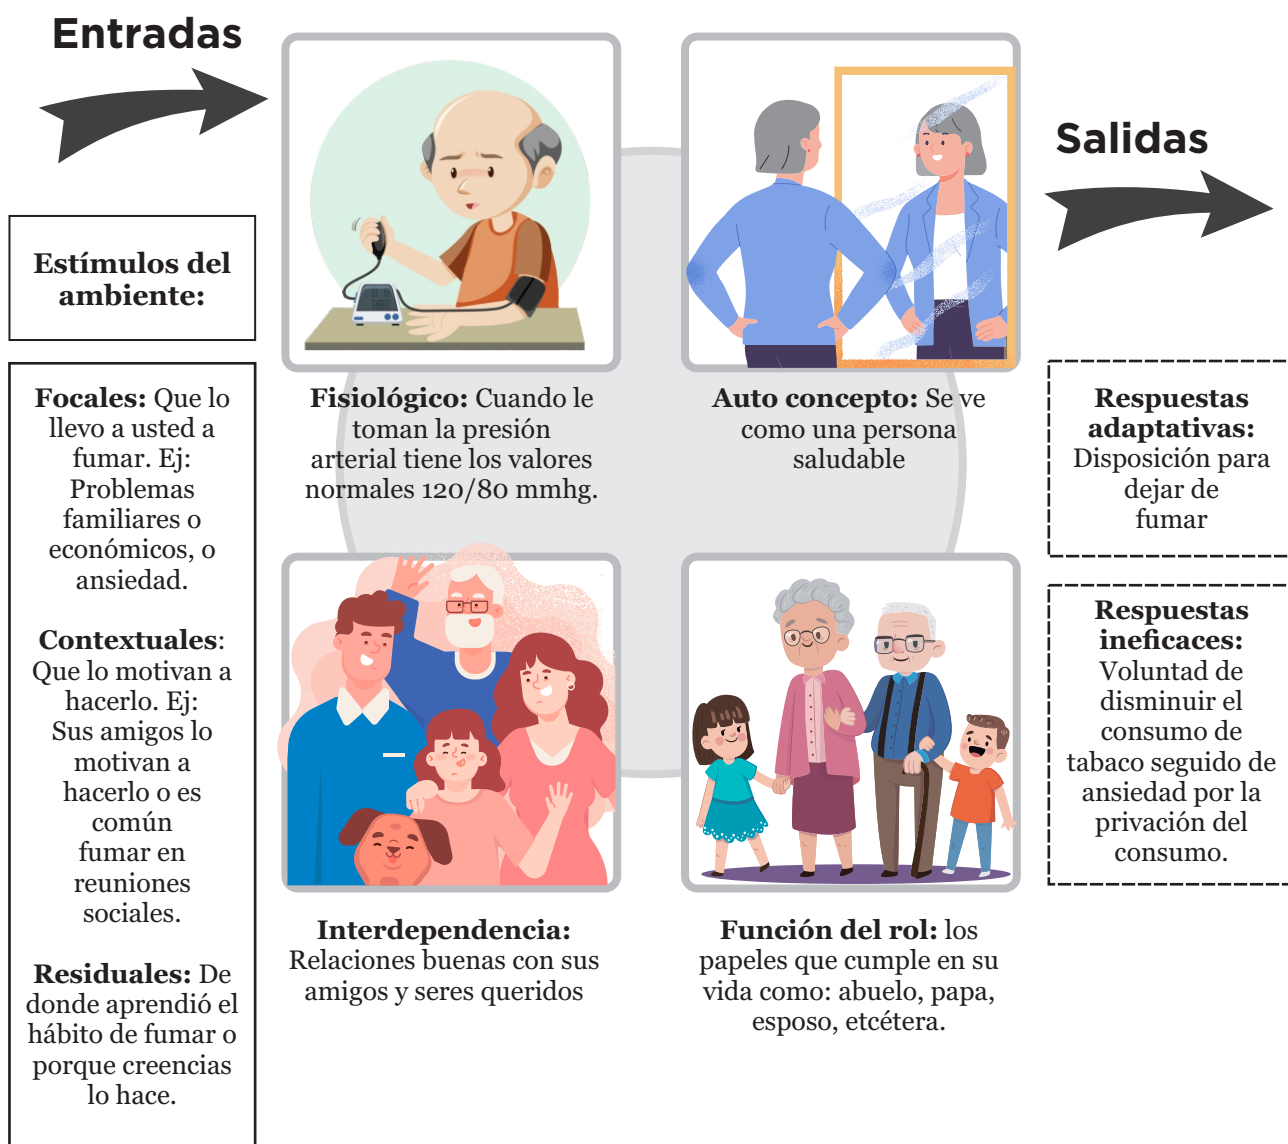 Entradas
Estímulos del
ambiente:
Focales: Que lo
llevo a usted a
fumar. Ej:
Problemas
familiares o
económicos, o
ansiedad.
Contextuales:
Que lo motivan a
hacerlo. Ej:
Sus amigos lo
motivan a
hacerlo o es
común
fumar en
reuniones
sociales.
Residuales: De
donde aprendió el
hábito de fumar o
porque creencias
lo hace.
Fisiológico: Cuando le
toman la presión
arterial tiene los valores
normales 120/80 mmhg.
Auto concepto: Se ve
como una persona
saludable
Interdependencia:
Relaciones buenas con sus
amigos y seres queridos
Función del rol: los
papeles que cumple en su
vida como: abuelo, papa,
esposo, etcétera.
Salidas
Respuestas
adaptativas:
Disposición para
dejar de
fumar
Respuestas
ineficaces:
Voluntad de
disminuir el
consumo de
tabaco seguido de
ansiedad por la
privación del
consumo.